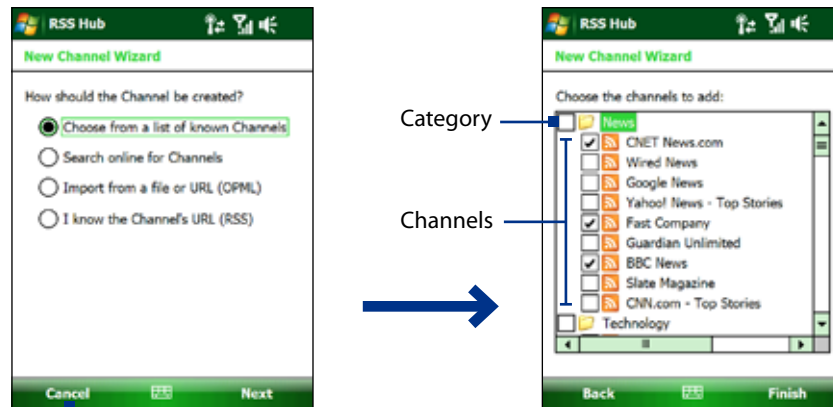 RSS Hub
New Channel Wizard
How should the Channel be created?
Choose from a list of known Channels
Search online for Channels
Import from a file or URL (OPML)
I know the Channel's URL (RSS)
Cancel
Next
Category
Channels
RSS Hub
New Channel Wizard
Choose the channels to add:
News
CNET News.com
Wired News
Google News
Yahoo! News - Top Stories
Fast Company
Guardian Unlimited
BBC News
Slate Magazine
CNN.com - Top Stories
Technology
Back
Finish